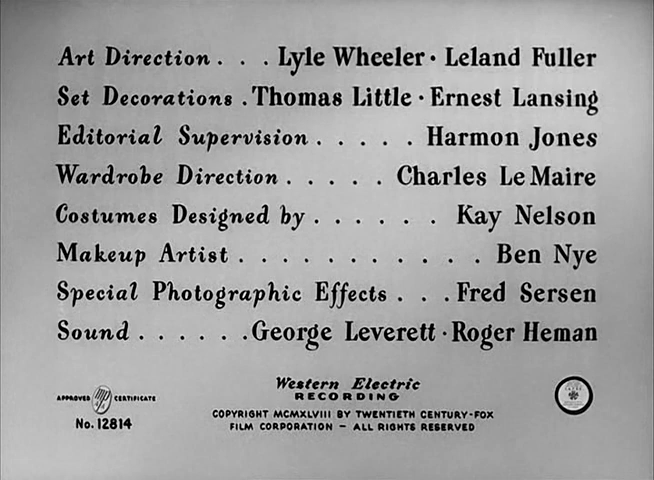 Art Direction . . . Lyle Wheeler · Leland Fuller
Set Decorations . Thomas Little · Ernest Lansing
Editorial Supervision . . . . . Harmon Jones
Wardrobe Direction . . . . . Charles Le Maire
Costumes Designed by . . . . . . Kay Nelson
Makeup Artist . . . . . . . . . . . Ben Nye
Special Photographic Effects . . . Fred Sersen
Sound . . . . . . George Leverett · Roger Heman
Western Electric
RECORDING
APPROVED CERTIFICATE
No. 12814
COPYRIGHT MCMXLVIII BY TWENTIETH CENTURY-FOX
FILM CORPORATION – ALL RIGHTS RESERVED